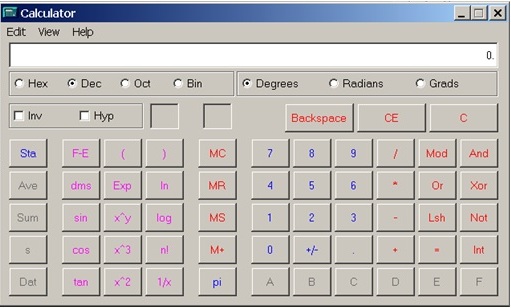 Calculator
Edit View Help
0.
Hex Dec Oct Bin Degrees Radians Grads
Inv Hyp Backspace CE C
Sta F-E ( ) MC 7 8 9 / Mod And
Ave dms Exp ln MR 4 5 6 * Or Xor
Sum sin x^y log MS 1 2 3 - Lsh Not
s cos x^3 n! M+ 0 +/- . + = Int
Dat tan x^2 1/x pi A B C D E F